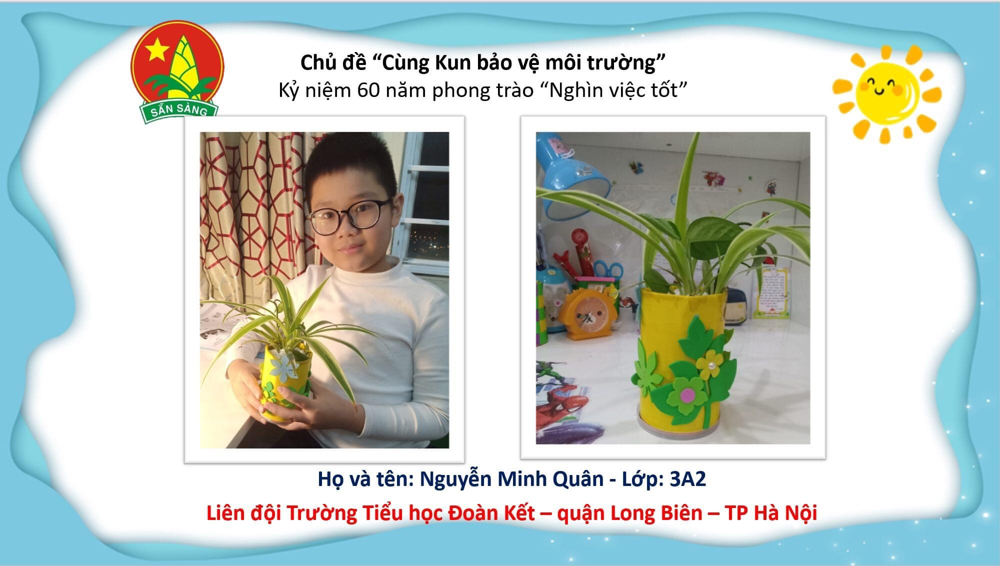 Chủ đề “Cùng Kun bảo vệ môi trường”
Kỷ niệm 60 năm phong trào “Nghìn việc tốt”
SẴN SÀNG
Họ và tên: Nguyễn Minh Quân - Lớp: 3A2
Liên đội Trường Tiểu học Đoàn Kết – quận Long Biên – TP Hà Nội